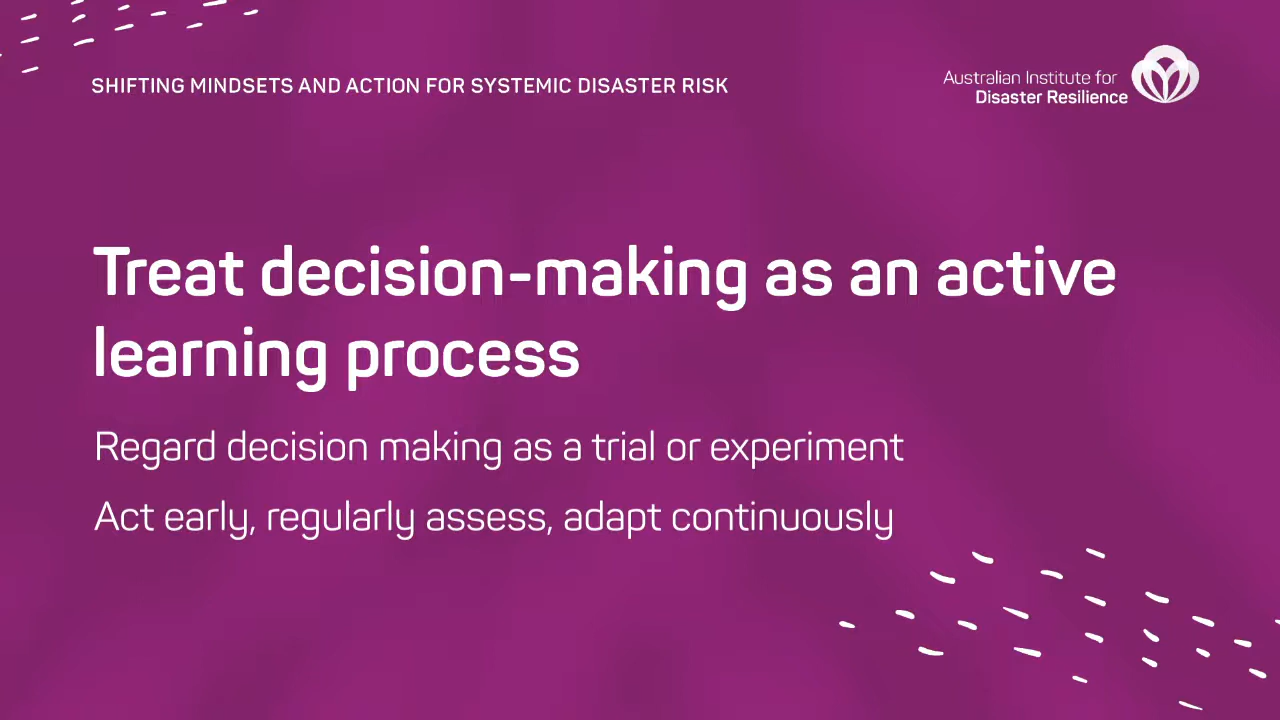 SHIFTING MINDSETS AND ACTION FOR SYSTEMIC DISASTER RISK
Australian Institute for
Disaster Resilience
Treat decision-making as an active
learning process
Regard decision making as a trial or experiment
Act early, regularly assess, adapt continuously